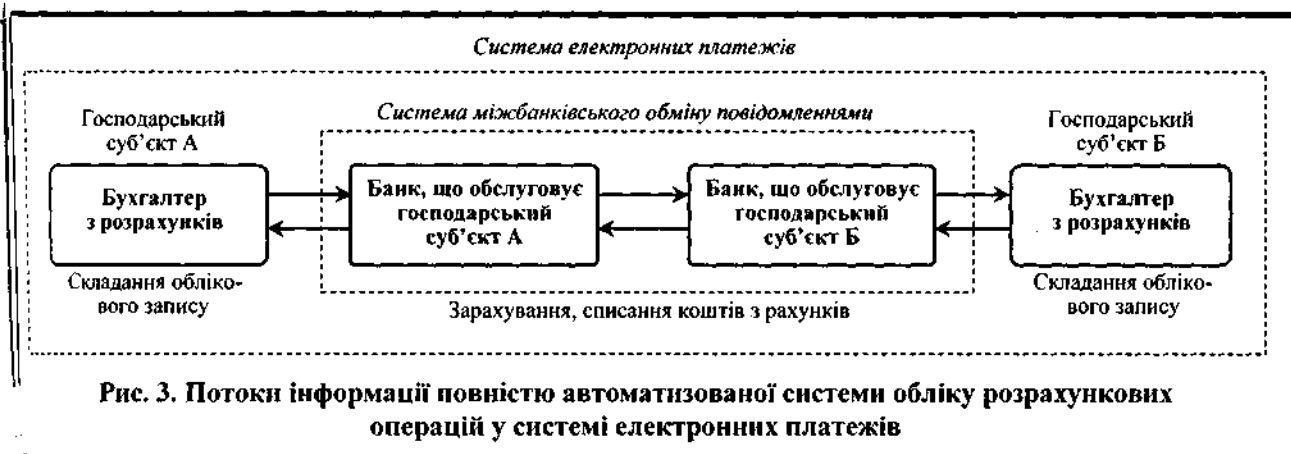 Система електронних платежів
Система міжбанківського обміну повідомленнями
Господарський
суб’єкт А
Бухгалтер
з розрахунків
Складання обліко-
вого запису
Банк, що обслуговує
господарський
суб’єкт А
Банк, що обслуговує
господарський
суб’єкт Б
Зарахування, списання коштів з рахунків
Господарський
суб’єкт Б
Бухгалтер
з розрахунків
Складання обліко-
вого запису
Рис. 3. Потоки інформації повністю автоматизованої системи обліку розрахункових
операцій у системі електронних платежів